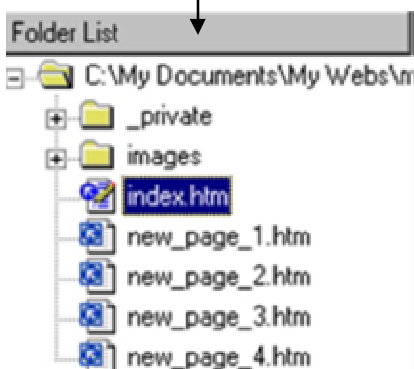 Folder List
C:\My Documents\My Webs\m
_private
images
index.htm
new_page_1.htm
new_page_2.htm
new_page_3.htm
new_page_4.htm